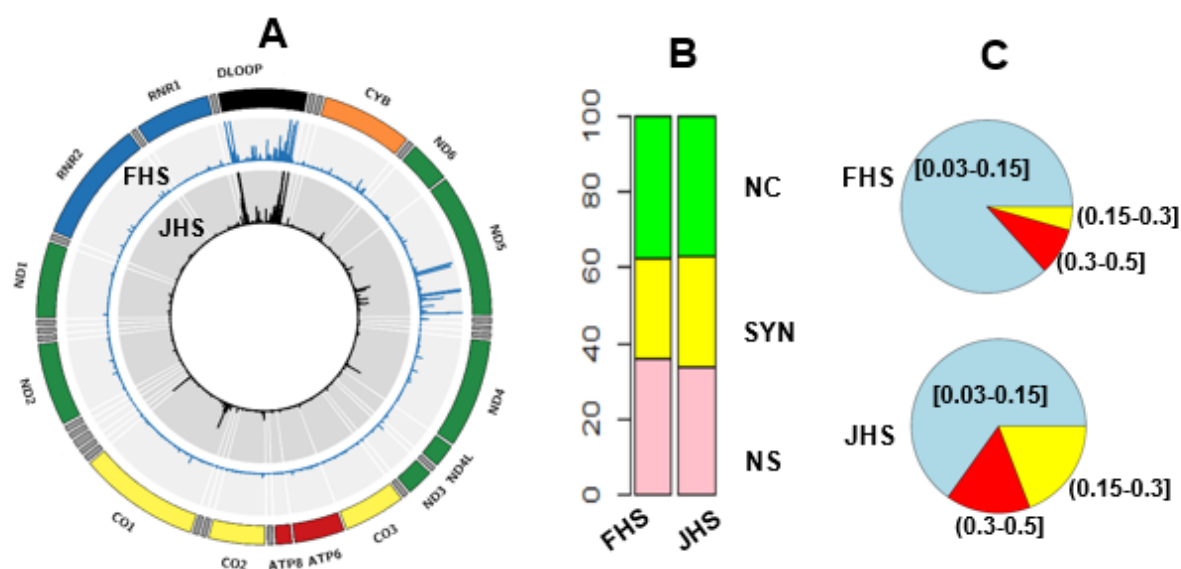 A
DLOOP
CYB
ND6
ND5
ND4
ND4L
ND3
CO3
ATP6
ATP8
CO2
CO1
ND2
ND1
RNR2
RNR1
FHS
JHS
B
100
80
60
40
20
0
NC
SYN
NS
FHS
JHS
C
FHS
[0.03-0.15]
(0.15-0.3]
(0.3-0.5]
JHS
[0.03-0.15]
(0.15-0.3]
(0.3-0.5]